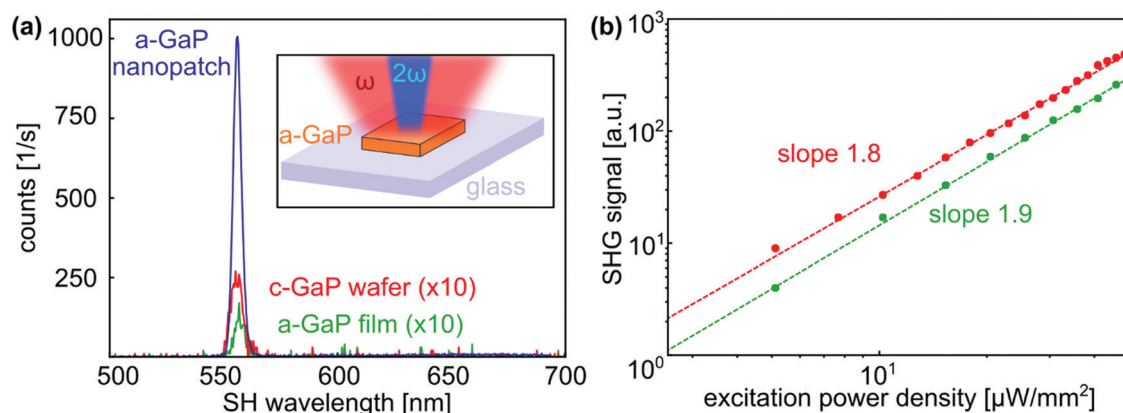 (a)
a-GaP
nanopatch
1000
750
500
250
counts [1/s]
ω
2ω
a-GaP
glass
c-GaP wafer (x10)
a-GaP film (x10)
500
550
600
650
700
SH wavelength [nm]
(b)
10³
10²
10¹
10⁰
SHG signal [a.u.]
slope 1.8
slope 1.9
10¹
excitation power density [µW/mm²]